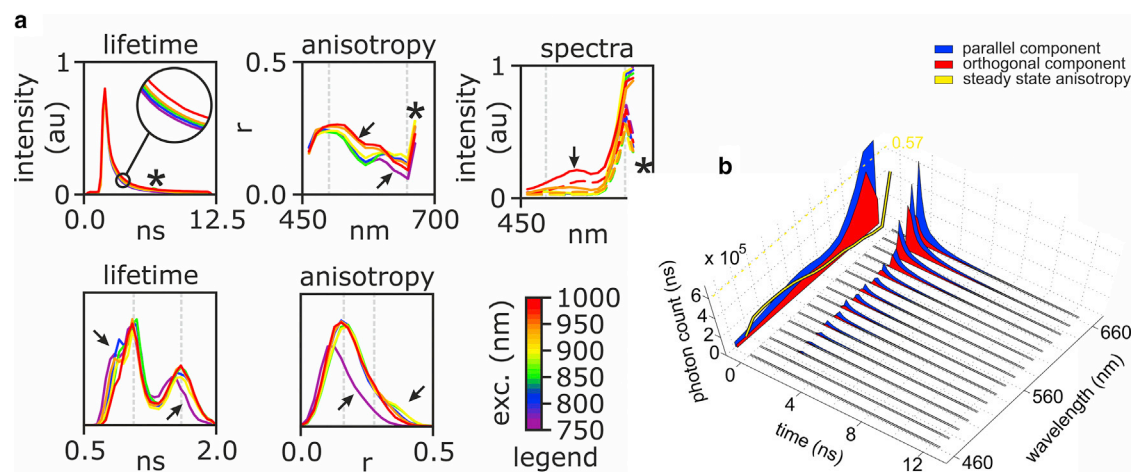 a
lifetime
anisotropy
spectra
1
intensity
(au)
0
0.0
12.5
ns
*
0.5
r
0.0
450
700
nm
*
1
intensity
(au)
0
450
nm
*
lifetime
0.5
2.0
ns
anisotropy
0.0
0.5
r
exc. (nm)
1000
950
900
850
800
750
legend
parallel component
orthogonal component
steady state anisotropy
b
0.57
x 10⁵
photon count (ns)
6
4
2
0
0
4
8
12
time (ns)
460
560
660
wavelength (nm)